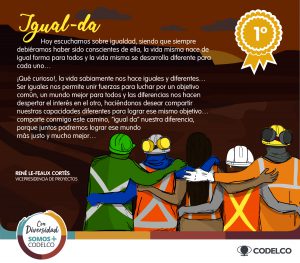 Igual-da
1º
Hoy escuchamos sobre igualdad, siendo que siempre
debiéramos haber sido conscientes de ella, la vida misma nace de
igual forma para todos y la vida misma se desarrolla diferente para
cada uno…
¡Qué curioso!, la vida sabiamente nos hace iguales y diferentes…
Ser iguales nos permite unir fuerzas para luchar por un objetivo
común, un mundo mejor para todos y las diferencias nos hacen
despertar el interés en el otro, haciéndonos desear compartir
nuestras capacidades diferentes para lograr ese mismo objetivo…
comparte conmigo este camino, "Igual da" nuestra diferencia,
porque juntos podremos lograr ese mundo
más justo y mucho mejor…
RENÉ LE-FEAUX CORTÉS
VICEPRESIDENCIA DE PROYECTOS
Con
Diversidad
SOMOS+
CODELCO
CODELCO